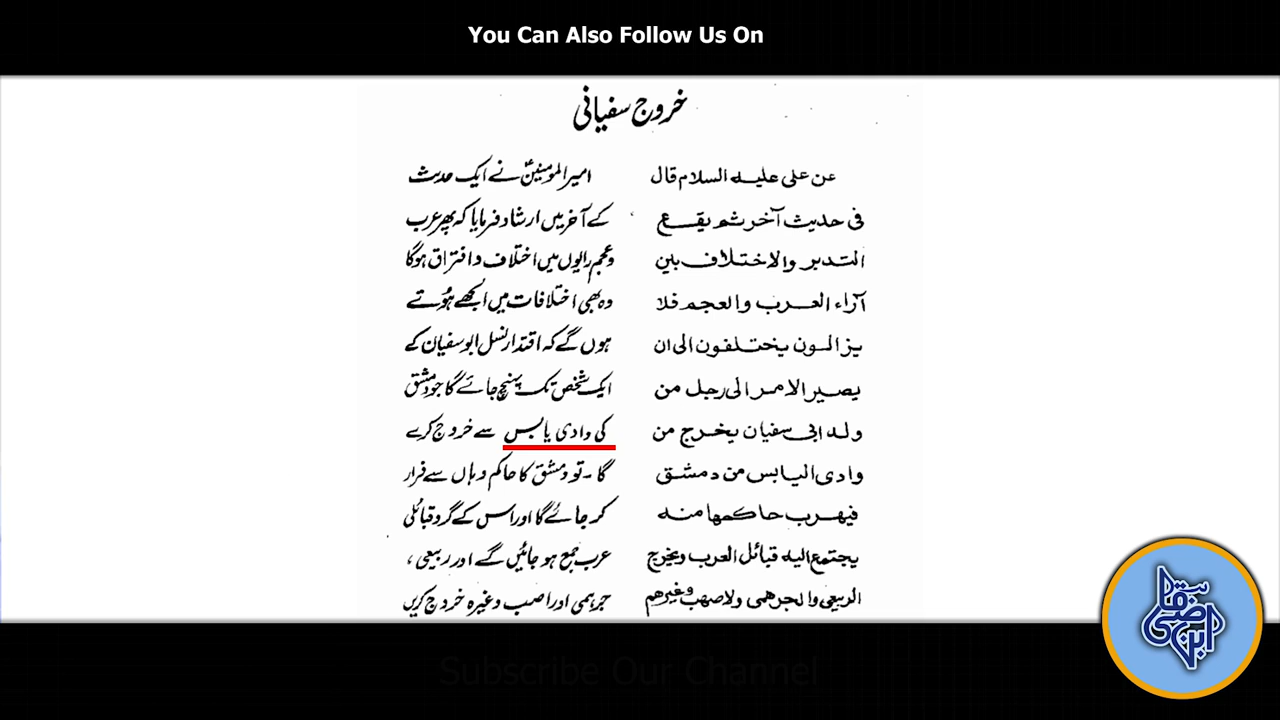 You Can Also Follow Us On
خروج سفیانی
عن علی علیہ السلام قال
فی حدیث آخر ثم یقع
التدبر والاختلاف بین
آراء العرب والعجم فلا
یزالون یختلفون الی ان
یصیر الامر الی رجل من
ولد ابی سفیان یخرج من
وادی الیابس من دمشق
فیھرب حاکمھا منه
یجتمع الیه قبائل العرب ویخرج
الربیعی والجرھمی ولاصھب وغیرھم
امیر المومنینؑ نے ایک حدیث
کے آخر میں ارشاد فرمایا کہ پھر عرب
وعجم رایوں میں اختلاف و افتراق ہوگا
وہ بھی اختلافات میں الجھے ہوئے
ہوں گے کہ اقتدار نسل ابوسفیان کے
ایک شخص تک پہنچ جائے گا جو دمشق
کی وادی یابس سے خروج کرے
گا۔ تو دمشق کا حاکم وہاں سے فرار
کر جائے گا اور اس کے گرد قبائلی
عرب جمع ہو جائیں گے اور ربیعی،
جرہمی اور اصہب وغیرہ خروج کریں
Subscribe Our Channel